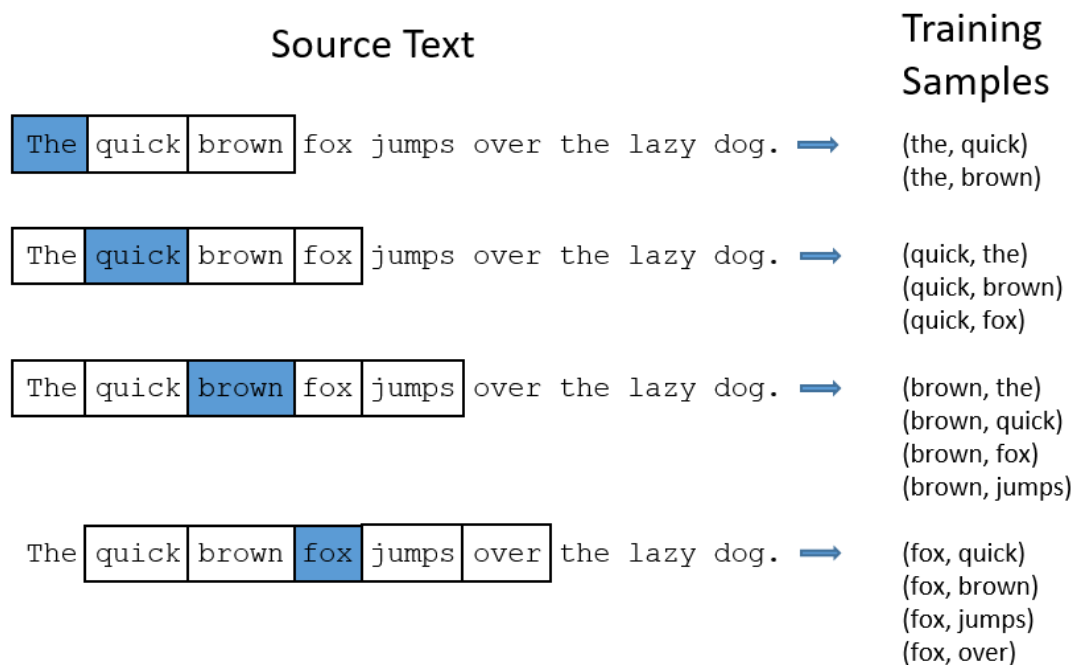 Source Text
Training
Samples
The quick brown fox jumps over the lazy dog.
(the, quick)
(the, brown)
The quick brown fox jumps over the lazy dog.
(quick, the)
(quick, brown)
(quick, fox)
The quick brown fox jumps over the lazy dog.
(brown, the)
(brown, quick)
(brown, fox)
(brown, jumps)
The quick brown fox jumps over the lazy dog.
(fox, quick)
(fox, brown)
(fox, jumps)
(fox, over)